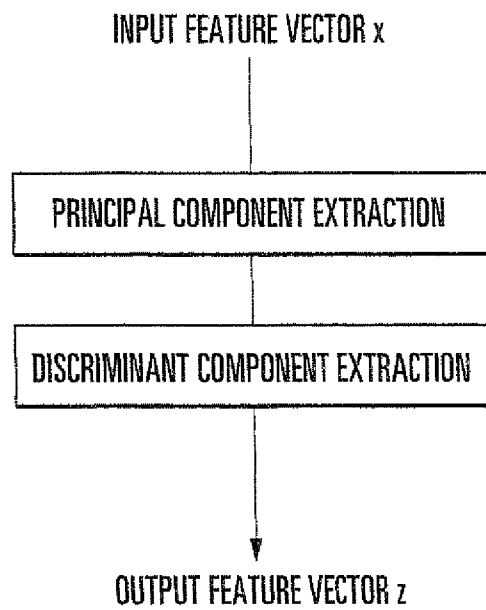 INPUT FEATURE VECTOR x
PRINCIPAL COMPONENT EXTRACTION
DISCRIMINANT COMPONENT EXTRACTION
OUTPUT FEATURE VECTOR z